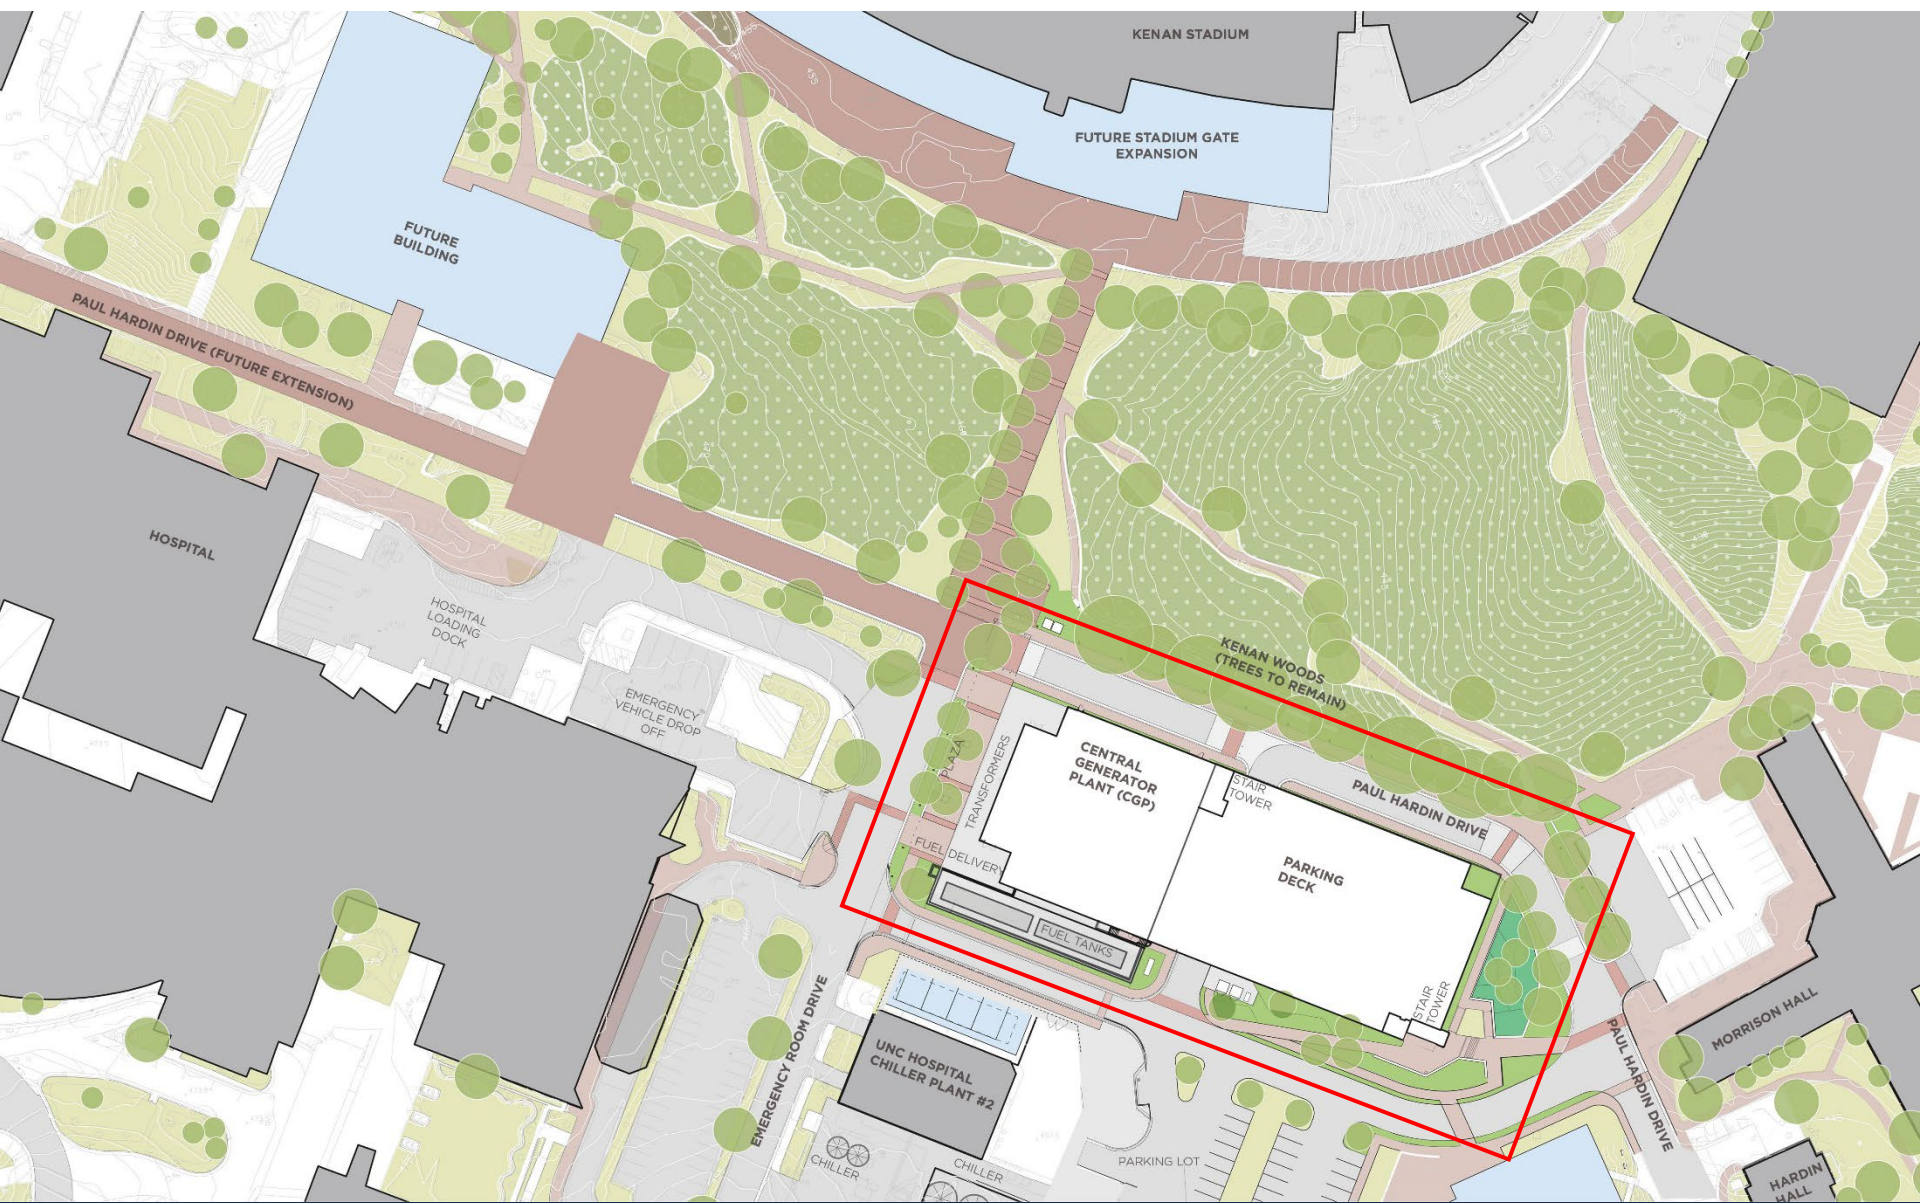 KENAN STADIUM
FUTURE STADIUM GATE
EXPANSION
FUTURE
BUILDING
PAUL HARDIN DRIVE (FUTURE EXTENSION)
HOSPITAL
HOSPITAL
LOADING
DOCK
EMERGENCY
VEHICLE DROP
OFF
KENAN WOODS
(TREES TO REMAIN)
PLAZA
TRANSFORMERS
CENTRAL
GENERATOR
PLANT (CGP)
STAIR
TOWER
PAUL HARDIN DRIVE
FUEL DELIVERY
PARKING
DECK
FUEL TANKS
STAIR
TOWER
EMERGENCY ROOM DRIVE
UNC HOSPITAL
CHILLER PLANT #2
MORRISON HALL
PAUL HARDIN DRIVE
CHILLER
CHILLER
PARKING LOT
HARDIN
HALL